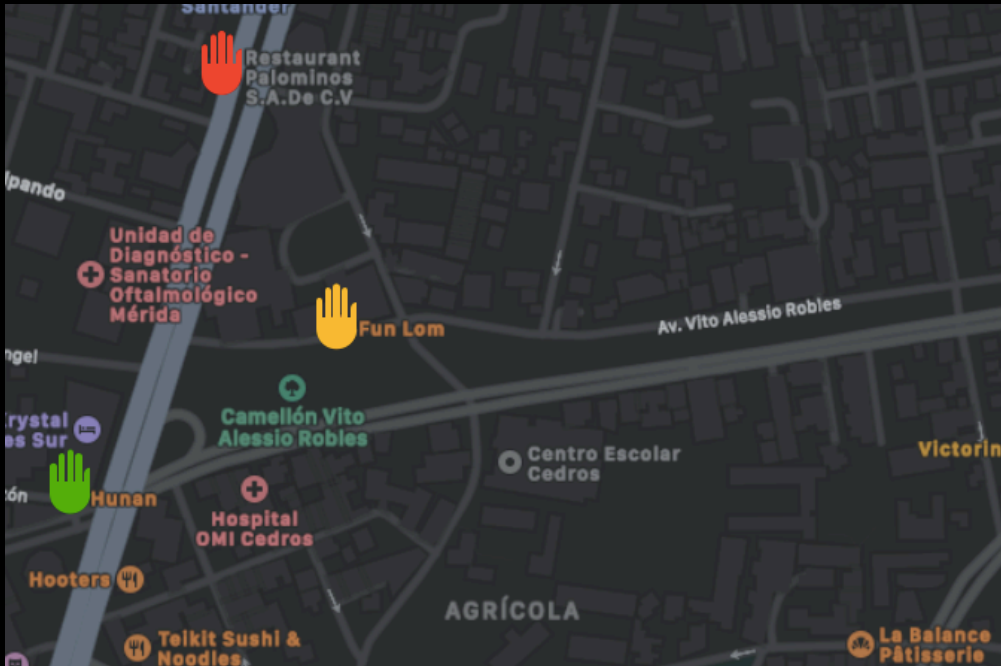 Santander
Restaurant
Palominos
S.A.De C.V
lpando
Unidad de
Diagnóstico -
Sanatorio
Oftalmológico
Mérida
Av. Vito Alessio Robles
Fun Lom
ngel
Camellón Vito
Alessio Robles
Krystal
es Sur
Centro Escolar
Cedros
Victorin
ón
Hunan
Hospital
OMI Cedros
Hooters
AGRÍCOLA
Teikit Sushi &
Noodles
La Balance
Pâtisserie